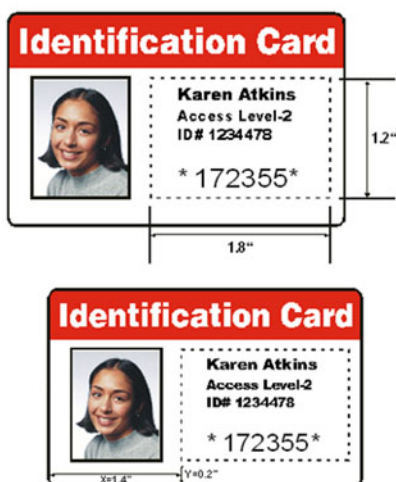 Identification Card
Karen Atkins
Access Level-2
ID# 1234478
* 172355*
1.2"
1.8"
Identification Card
Karen Atkins
Access Level-2
ID# 1234478
* 172355*
X=1.4" Y=0.2"